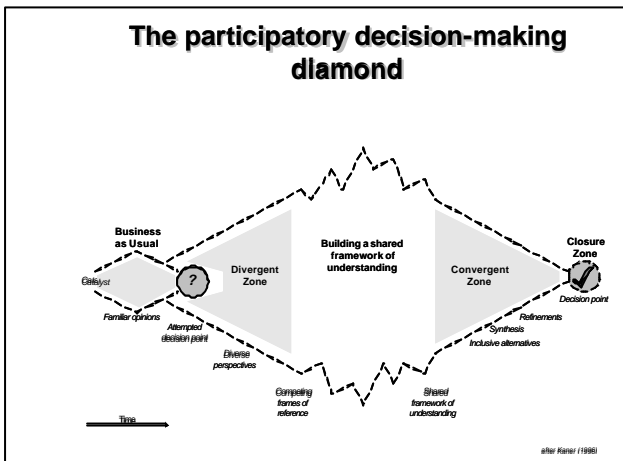 The participatory decision-making
diamond
Business
as Usual
Catalyst
Familiar opinions
?
Attempted
decision point
Divergent
Zone
Diverse
perspectives
Building a shared
framework of
understanding
Competing
frames of
reference
Shared
framework of
understanding
Convergent
Zone
Inclusive alternatives
Synthesis
Refinements
Closure
Zone
Decision point
Time
after Kaner (1996)